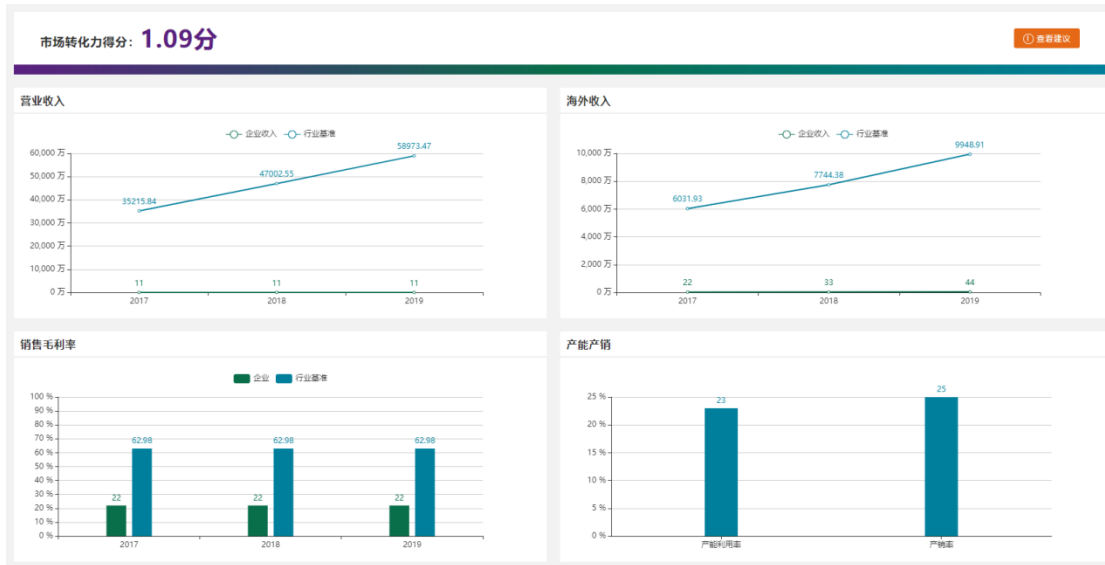 市场转化力得分：1.09分
查看建议
营业收入
企业收入 行业基准
60,000 万
50,000 万
40,000 万
30,000 万
20,000 万
10,000 万
0 万
35215.84
47002.55
58973.47
11
11
11
2017
2018
2019
海外收入
企业收入 行业基准
10,000 万
8,000 万
6,000 万
4,000 万
2,000 万
0 万
6031.93
7744.38
9948.91
22
33
44
2017
2018
2019
销售毛利率
企业 行业基准
100 %
90 %
80 %
70 %
60 %
50 %
40 %
30 %
20 %
10 %
0 %
22
62.98
22
62.98
22
62.98
2017
2018
2019
产能产销
25 %
20 %
15 %
10 %
5 %
0 %
23
25
产能利用率
产销率